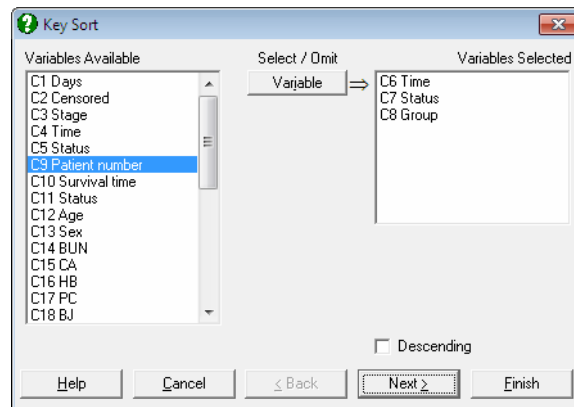 Key Sort
Variables Available
Select / Omit
Variables Selected
C1 Days
C2 Censored
C3 Stage
C4 Time
C5 Status
C9 Patient number
C10 Survival time
C11 Status
C12 Age
C13 Sex
C14 BUN
C15 CA
C16 HB
C17 PC
C18 BJ
Variable
C6 Time
C7 Status
C8 Group
Descending
Help
Cancel
< Back
Next >
Finish